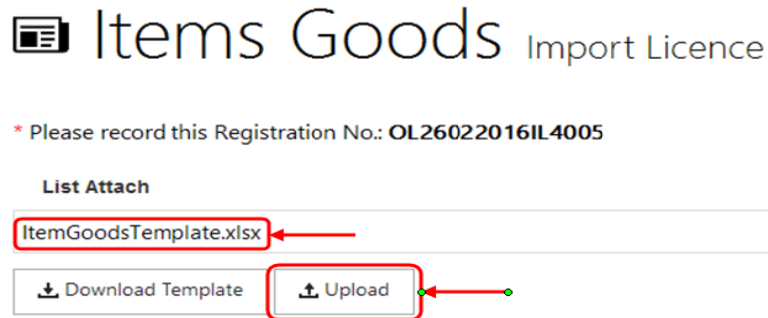 Items Goods Import Licence
* Please record this Registration No.: OL26022016IL4005
List Attach
ItemGoodsTemplate.xlsx
Download Template Upload